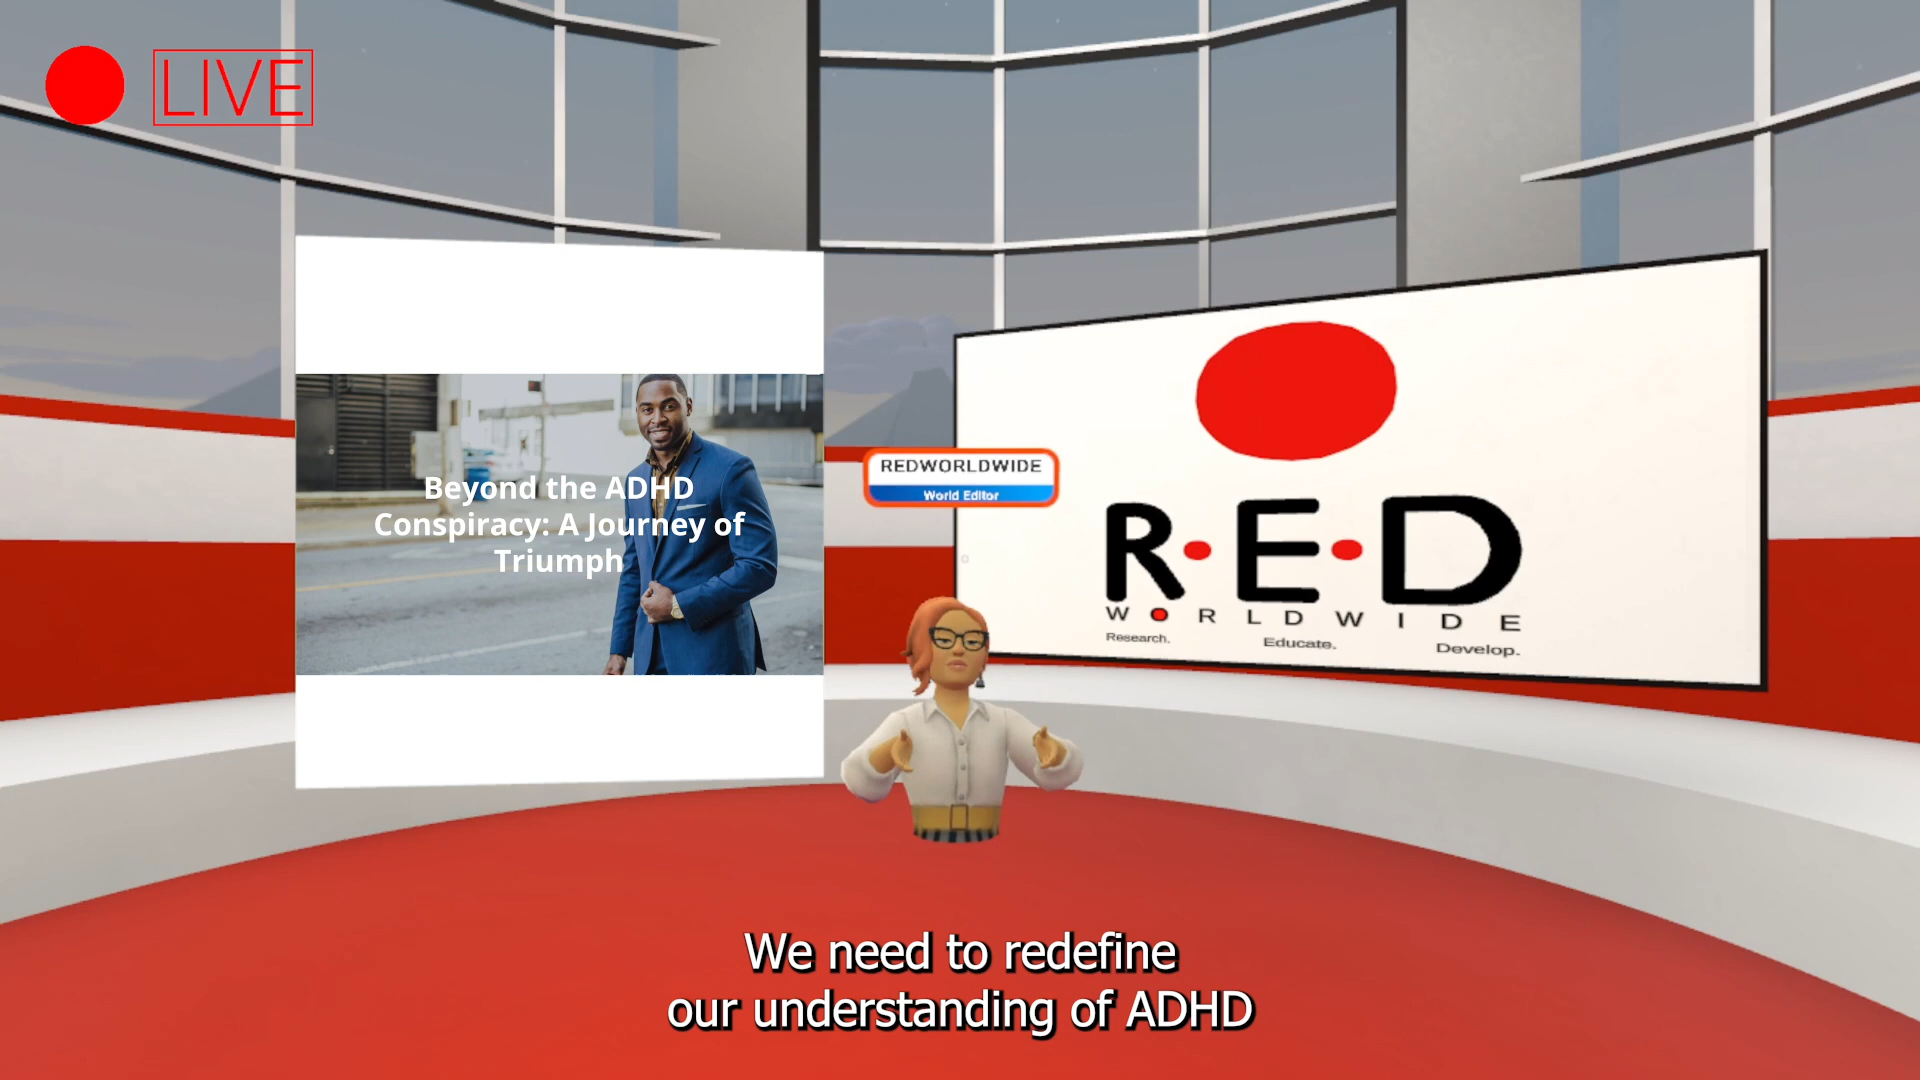 LIVE
Beyond the ADHD
Conspiracy: A Journey of
Triumph
REDWORLDWIDE
World Editor
R.E.D
WORLDWIDE
Research. Educate. Develop.
We need to redefine
our understanding of ADHD